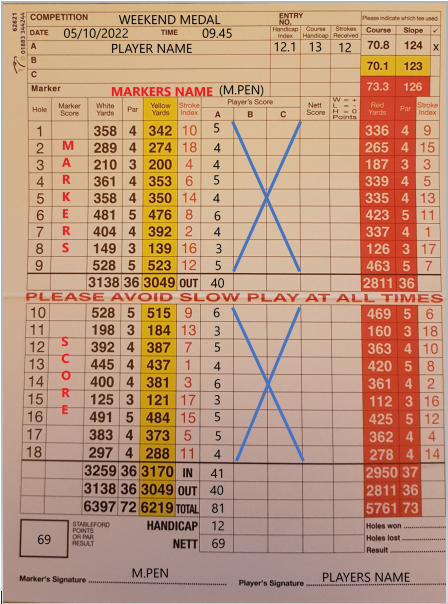 62621
© 01883 344244
COMPETITION WEEKEND MEDAL ENTRY NO. Please indicate which tee used.
DATE 05/10/2022 TIME 09.45 Handicap Index Course Handicap Strokes Received Course Slope ✓
A PLAYER NAME 12.1 13 12 70.8 124 x
B 70.1 123
C 73.3 126
Marker MARKERS NAME (M.PEN)
Hole Marker Score White Yards Par Yellow Yards Stroke Index Player's Score A B C Nett Score W = + L = - H = O Points Red Yards Par Stroke Index
1 358 4 342 10 5 336 4 9
2 M 289 4 274 18 4 265 4 15
3 A 210 3 200 4 4 187 3 3
4 R 361 4 353 6 5 339 4 5
5 K 358 4 350 14 4 335 4 13
6 E 481 5 476 8 6 423 5 11
7 R 404 4 392 2 4 337 4 1
8 S 149 3 139 16 3 126 3 17
9 528 5 523 12 5 463 5 7
3138 36 3049 OUT 40 2811 36
PLEASE AVOID SLOW PLAY AT ALL TIMES
10 528 5 515 9 6 469 5 6
11 198 3 184 13 3 160 3 18
12 S 392 4 387 7 5 363 4 10
13 C 445 4 437 1 4 420 5 8
14 O 400 4 381 3 6 361 4 2
15 R 125 3 121 17 3 112 3 16
16 E 491 5 484 15 5 425 5 12
17 383 4 373 5 5 362 4 4
18 297 4 288 11 4 278 4 14
3259 36 3170 IN 41 2950 37
3138 36 3049 OUT 40 2811 36
6397 72 6219 TOTAL 81 5761 73
69 STABLEFORD POINTS OR PAR RESULT HANDICAP 12 Holes won
NETT 69 Holes lost
Result
Marker's Signature M.PEN Player's Signature PLAYERS NAME